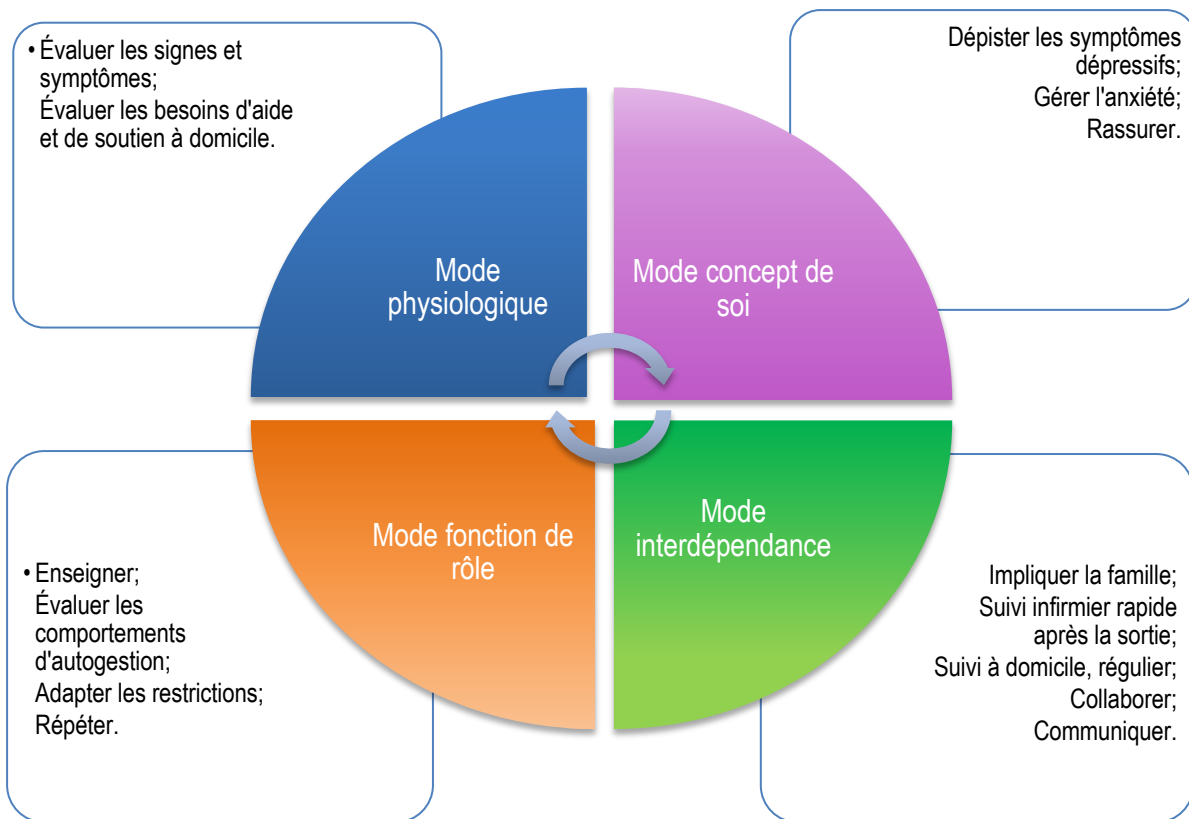 • Évaluer les signes et
symptômes;
Évaluer les besoins d'aide
et de soutien à domicile.
Dépister les symptômes
dépressifs;
Gérer l'anxiété;
Rassurer.
Mode
physiologique
Mode concept de
soi
Mode fonction de
rôle
Mode
interdépendance
• Enseigner;
Évaluer les
comportements
d'autogestion;
Adapter les restrictions;
Répéter.
Impliquer la famille;
Suivi infirmier rapide
après la sortie;
Suivi à domicile, régulier;
Collaborer;
Communiquer.